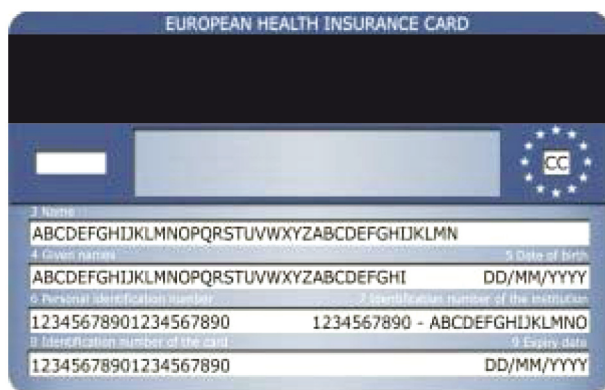 EUROPEAN HEALTH INSURANCE CARD
CC
3 Name
ABCDEFGHIJKLMNOPQRSTUVWXYZABCDEFGHIJKLMN
4 Given names 5 Date of birth
ABCDEFGHIJKLMNOPQRSTUVWXYZABCDEFGHI DD/MM/YYYY
6 Personal identification number 7 Identification number of the institution
12345678901234567890 1234567890 - ABCDEFGHIJKLMNO
8 Identification number of the card 9 Expiry date
12345678901234567890 DD/MM/YYYY